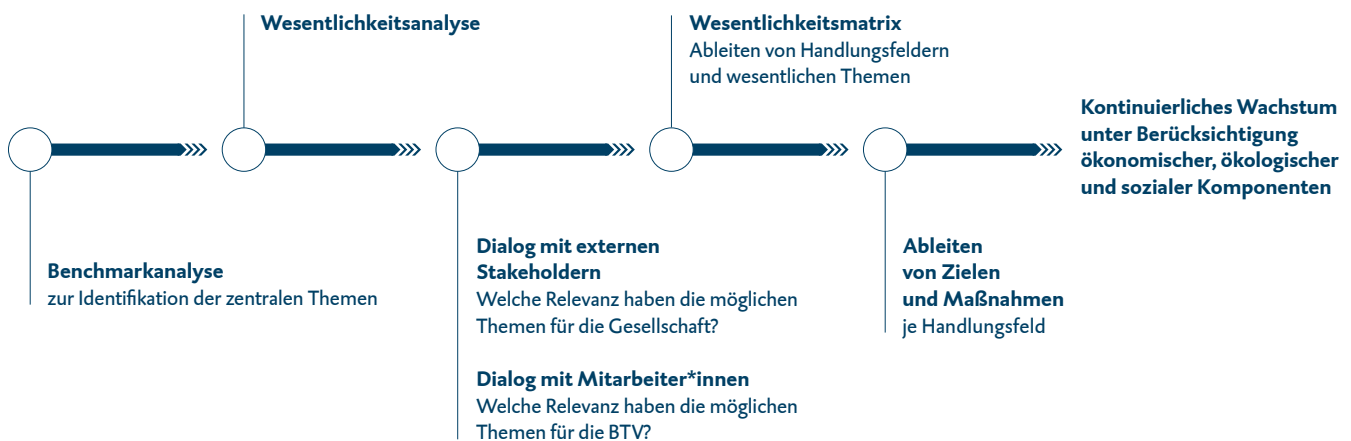 Wesentlichkeitsanalyse
Wesentlichkeitsmatrix
Ableiten von Handlungsfeldern
und wesentlichen Themen
Kontinuierliches Wachstum
unter Berücksichtigung
ökonomischer, ökologischer
und sozialer Komponenten
Benchmarkanalyse
zur Identifikation der zentralen Themen
Dialog mit externen
Stakeholdern
Welche Relevanz haben die möglichen
Themen für die Gesellschaft?
Dialog mit Mitarbeiter*innen
Welche Relevanz haben die möglichen
Themen für die BTV?
Ableiten
von Zielen
und Maßnahmen
je Handlungsfeld